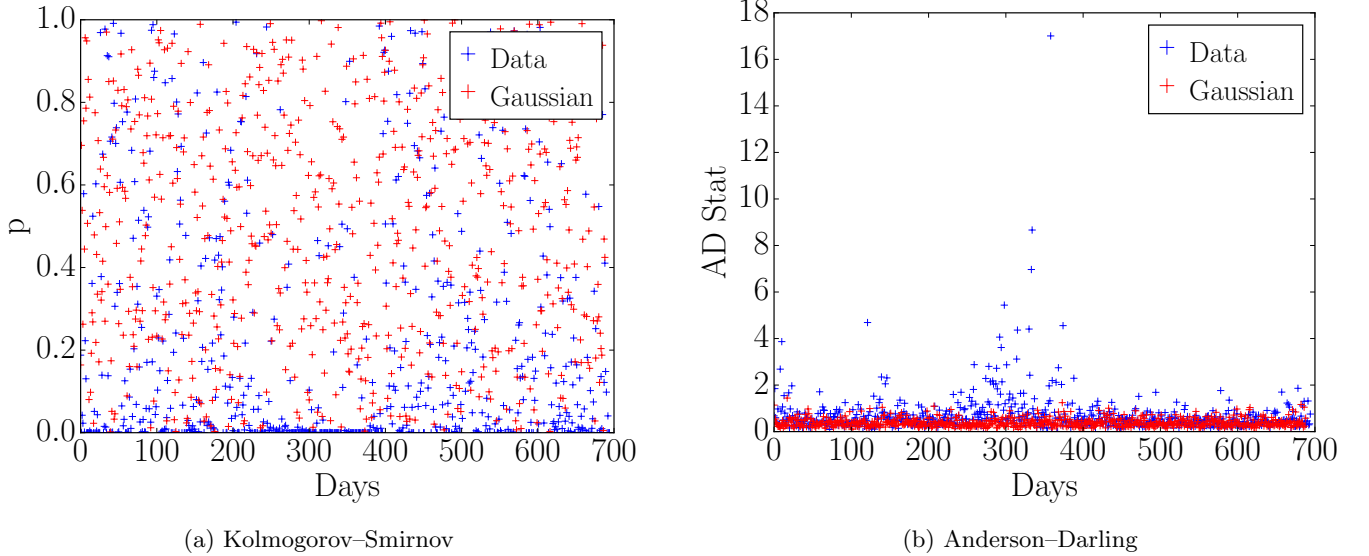 1.0
0.8
0.6
0.4
0.2
0.0
p
0 100 200 300 400 500 600 700
Days
Data
Gaussian
(a) Kolmogorov–Smirnov
18
16
14
12
10
8
6
4
2
0
AD Stat
0 100 200 300 400 500 600 700
Days
Data
Gaussian
(b) Anderson–Darling